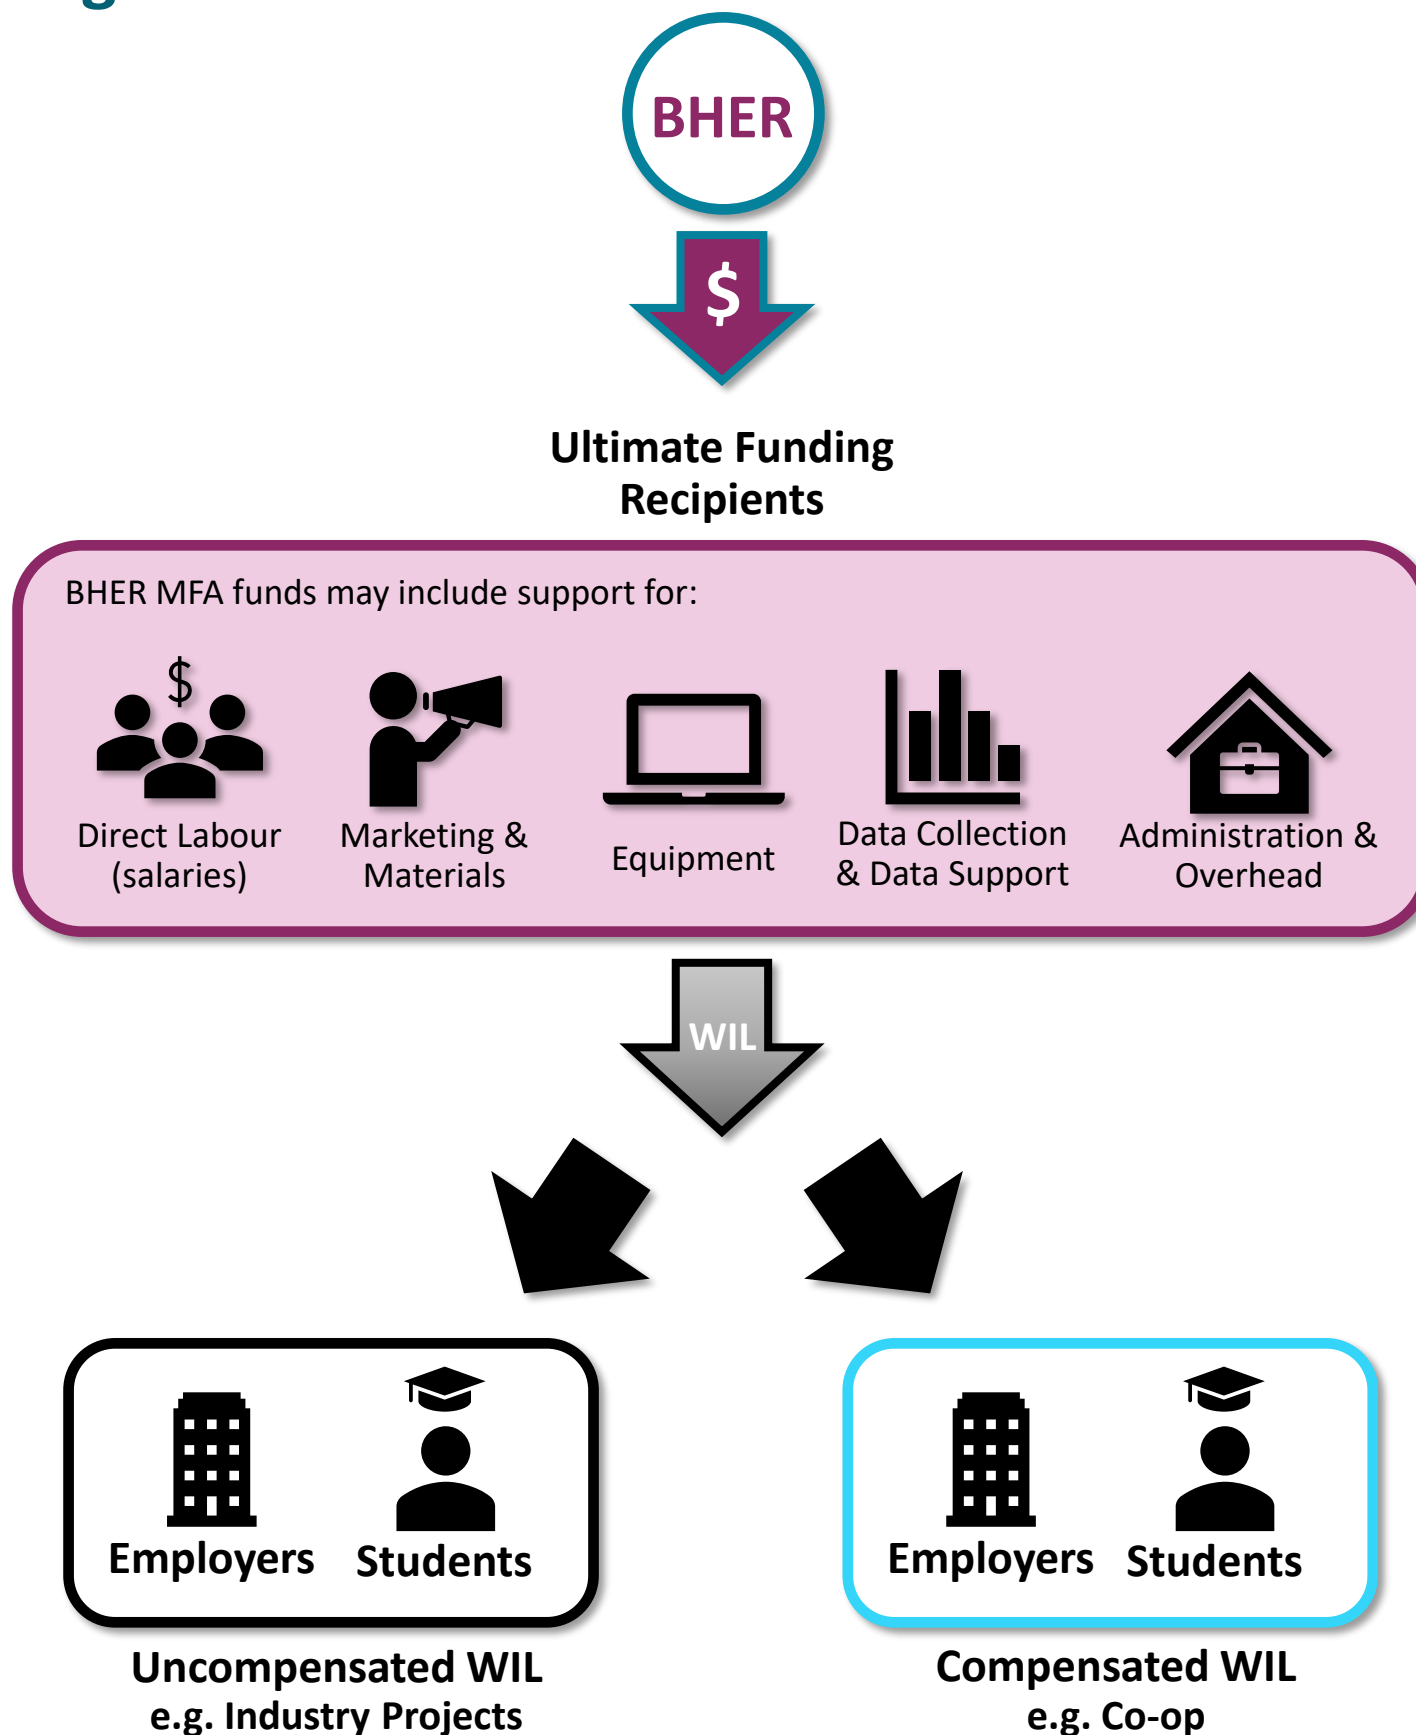 BHER
$
Ultimate Funding
Recipients
BHER MFA funds may include support for:
$
Direct Labour
(salaries)
Marketing &
Materials
Equipment
Data Collection
& Data Support
Administration &
Overhead
WIL
Employers
Students
Uncompensated WIL
e.g. Industry Projects
Employers
Students
Compensated WIL
e.g. Co-op